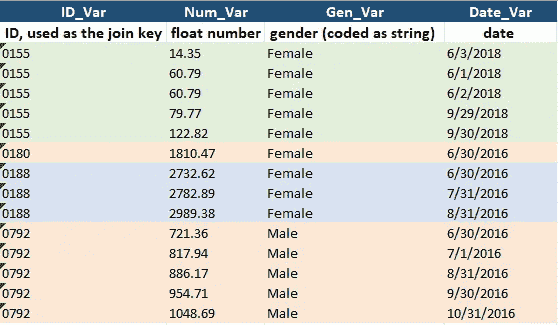 ID_Var Num_Var Gen_Var Date_Var
ID, used as the join key float number gender (coded as string) date
0155 14.35 Female 6/3/2018
0155 60.79 Female 6/1/2018
0155 60.79 Female 6/2/2018
0155 79.77 Female 9/29/2018
0155 122.82 Female 9/30/2018
0180 1810.47 Female 6/30/2016
0188 2732.62 Female 6/30/2016
0188 2782.89 Female 7/31/2016
0188 2989.38 Female 8/31/2016
0792 721.36 Male 6/30/2016
0792 817.94 Male 7/1/2016
0792 886.17 Male 8/31/2016
0792 954.71 Male 9/30/2016
0792 1048.69 Male 10/31/2016